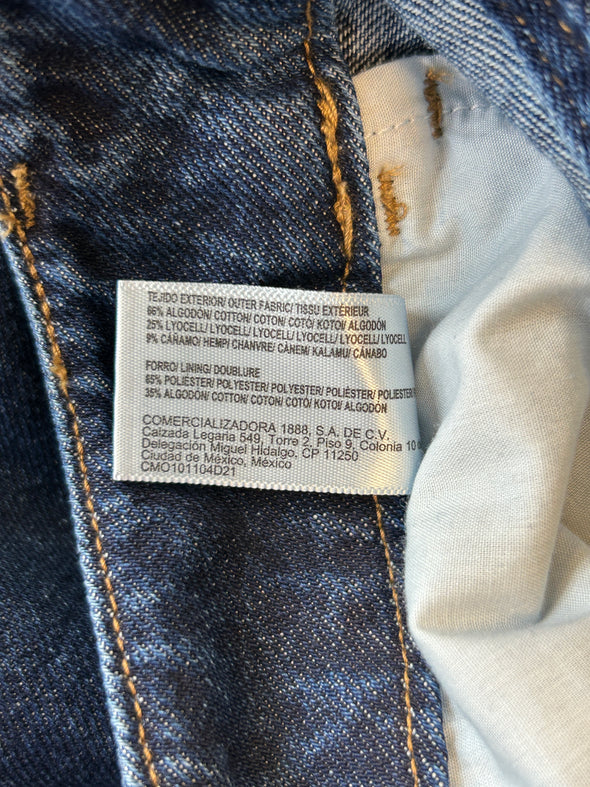 TEJIDO EXTERIOR/ OUTER FABRIC/ TISSU EXTÉRIEUR
66% ALGODÓN/ COTTON/ COTON/ COTÓ/ KOTOI/ ALGODÓN
25% LYOCELL/ LYOCELL/ LYOCELL/ LYOCELL/ LYOCELL/ LYOCELL
9% CÁÑAMO/ HEMP/ CHANVRE/ CÀNEM/ KALAMU/ CÁNABO
FORRO/ LINING/ DOUBLURE
65% POLIÉSTER/ POLYESTER/ POLYESTER/ POLIÈSTER/ POLIESTER
35% ALGODÓN/ COTTON/ COTON/ COTÓ/ KOTOI/ ALGODÓN
COMERCIALIZADORA 1888, S.A. DE C.V.
Calzada Legaria 549, Torre 2, Piso 9, Colonia 10
Delegación Miguel Hidalgo, CP 11250
Ciudad de México, México
CMO101104D21